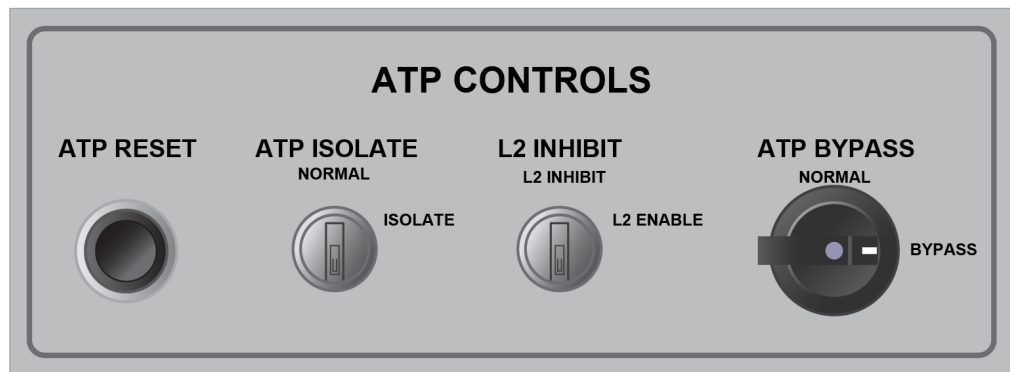 ATP CONTROLS
ATP RESET
ATP ISOLATE
NORMAL
ISOLATE
L2 INHIBIT
L2 INHIBIT
L2 ENABLE
ATP BYPASS
NORMAL
BYPASS